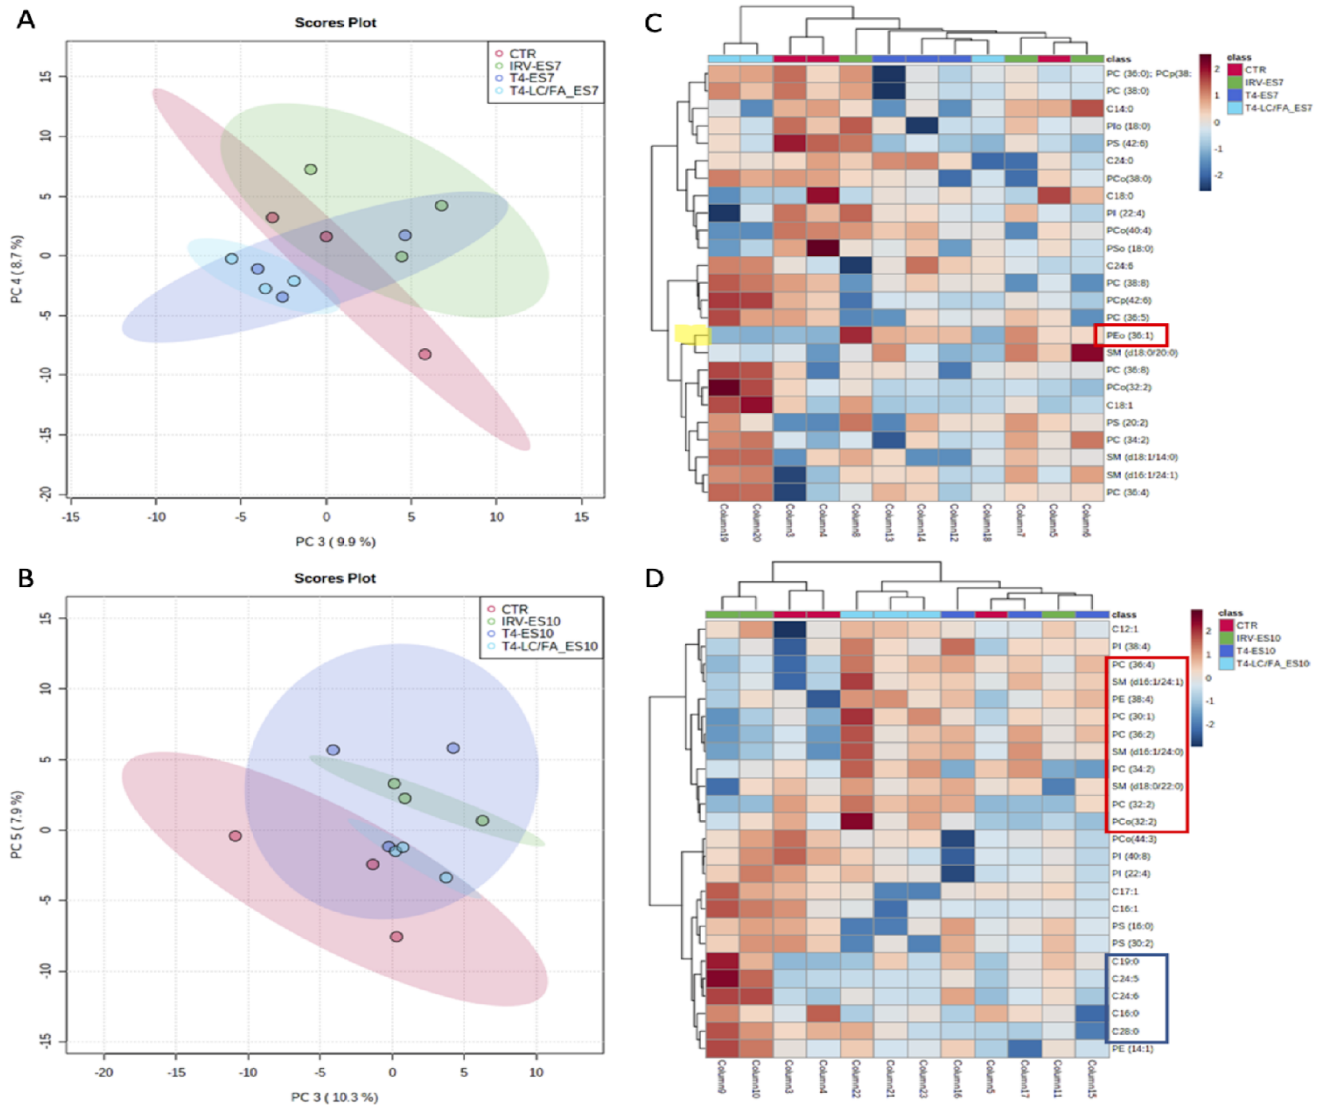 A
Scores Plot
CTR
IRV-ES7
T4-ES7
T4-LC/FA_ES7
PC 4 ( 8.7 %)
15
10
5
0
-5
-10
-15
-20
-15
-10
-5
0
5
10
15
PC 3 ( 9.9 %)
B
Scores Plot
CTR
IRV-ES10
T4-ES10
T4-LC/FA_ES10
PC 5 ( 7.9 %)
15
10
5
0
-5
-10
-15
-20
-15
-10
-5
0
5
10
PC 3 ( 10.3 %)
C
class
PC (36:0); PCp(38:
PC (38:0)
C14:0
PIo (18:0)
PS (42:6)
C24:0
PCo(38:0)
C18:0
PI (22:4)
PCo(40:4)
PSo (18:0)
C24:6
PC (38:8)
PCp(42:6)
PC (36:5)
PEo (36:1)
SM (d18:0/20:0)
PC (36:8)
PCo(32:2)
C18:1
PS (20:2)
PC (34:2)
SM (d18:1/14:0)
SM (d16:1/24:1)
PC (36:4)
Column19
Column20
Column3
Column4
Column8
Column13
Column14
Column12
Column18
Column7
Column5
Column6
2
1
0
-1
-2
class
CTR
IRV-ES7
T4-ES7
T4-LC/FA_ES7
D
class
C12:1
PI (38:4)
PC (36:4)
SM (d16:1/24:1)
PE (38:4)
PC (30:1)
PC (36:2)
SM (d16:1/24:0)
PC (34:2)
SM (d18:0/22:0)
PC (32:2)
PCo(32:2)
PCo(44:3)
PI (40:8)
PI (22:4)
C17:1
C16:1
PS (16:0)
PS (30:2)
C19:0
C24:5
C24:6
C16:0
C28:0
PE (14:1)
Column9
Column10
Column3
Column4
Column22
Column21
Column23
Column16
Column5
Column17
Column11
Column15
2
1
0
-1
-2
class
CTR
IRV-ES10
T4-ES10
T4-LC/FA_ES10